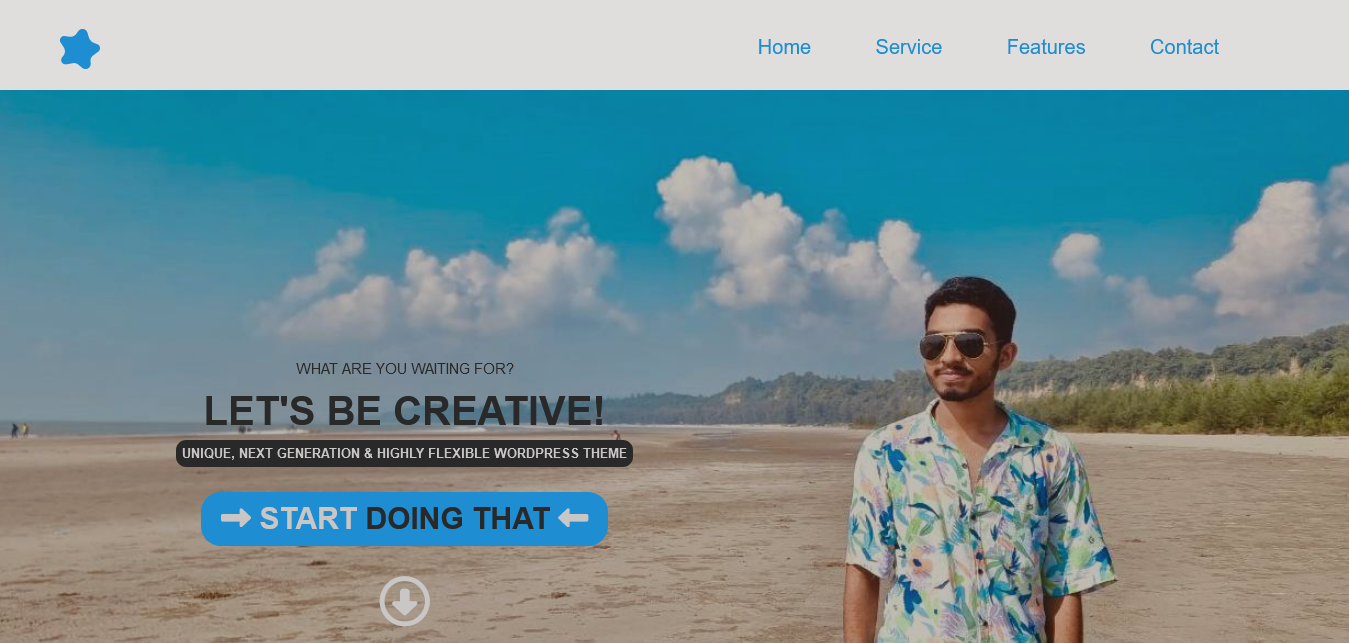 Home Service Features Contact
WHAT ARE YOU WAITING FOR?
LET'S BE CREATIVE!
UNIQUE, NEXT GENERATION & HIGHLY FLEXIBLE WORDPRESS THEME
START DOING THAT